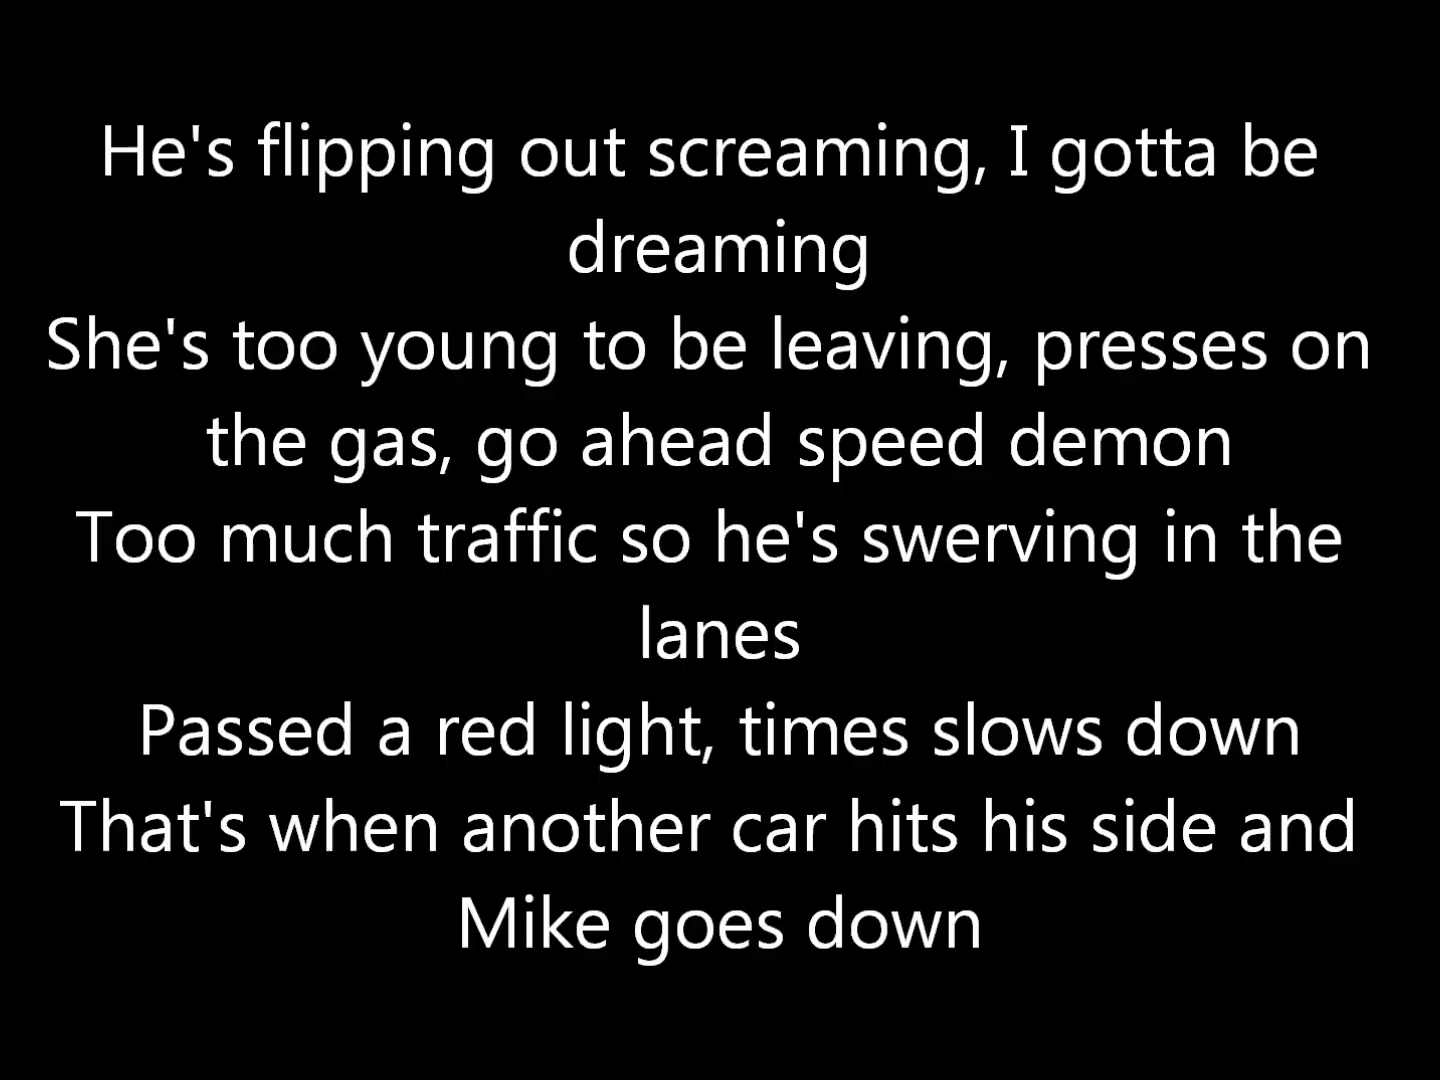 He's flipping out screaming, I gotta be
dreaming
She's too young to be leaving, presses on
the gas, go ahead speed demon
Too much traffic so he's swerving in the
lanes
Passed a red light, times slows down
That's when another car hits his side and
Mike goes down